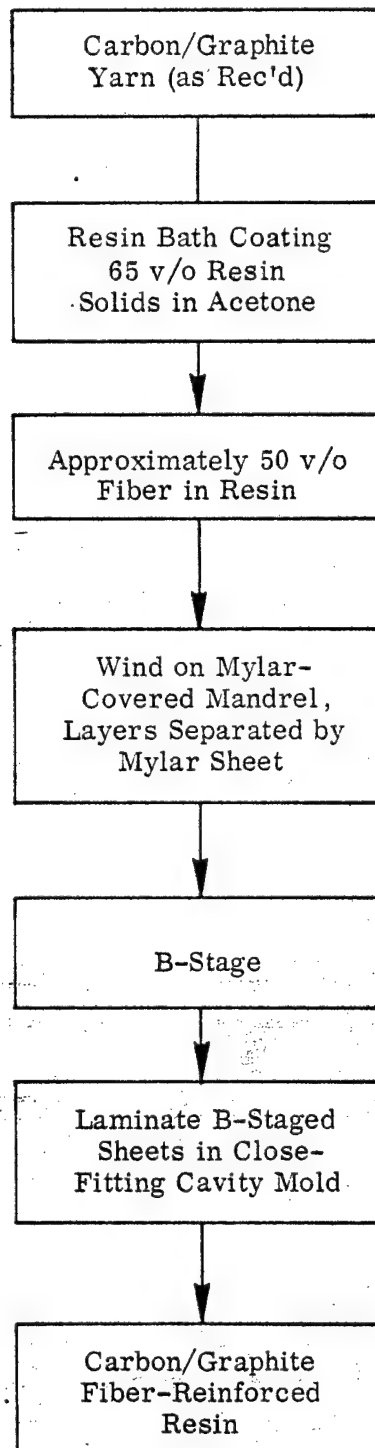 Carbon/Graphite
Yarn (as Rec'd)
Resin Bath Coating
65 v/o Resin
Solids in Acetone
Approximately 50 v/o
Fiber in Resin
Wind on Mylar-
Covered Mandrel,
Layers Separated by
Mylar Sheet
B-Stage
Laminate B-Staged
Sheets in Close-
Fitting Cavity Mold
Carbon/Graphite
Fiber-Reinforced
Resin